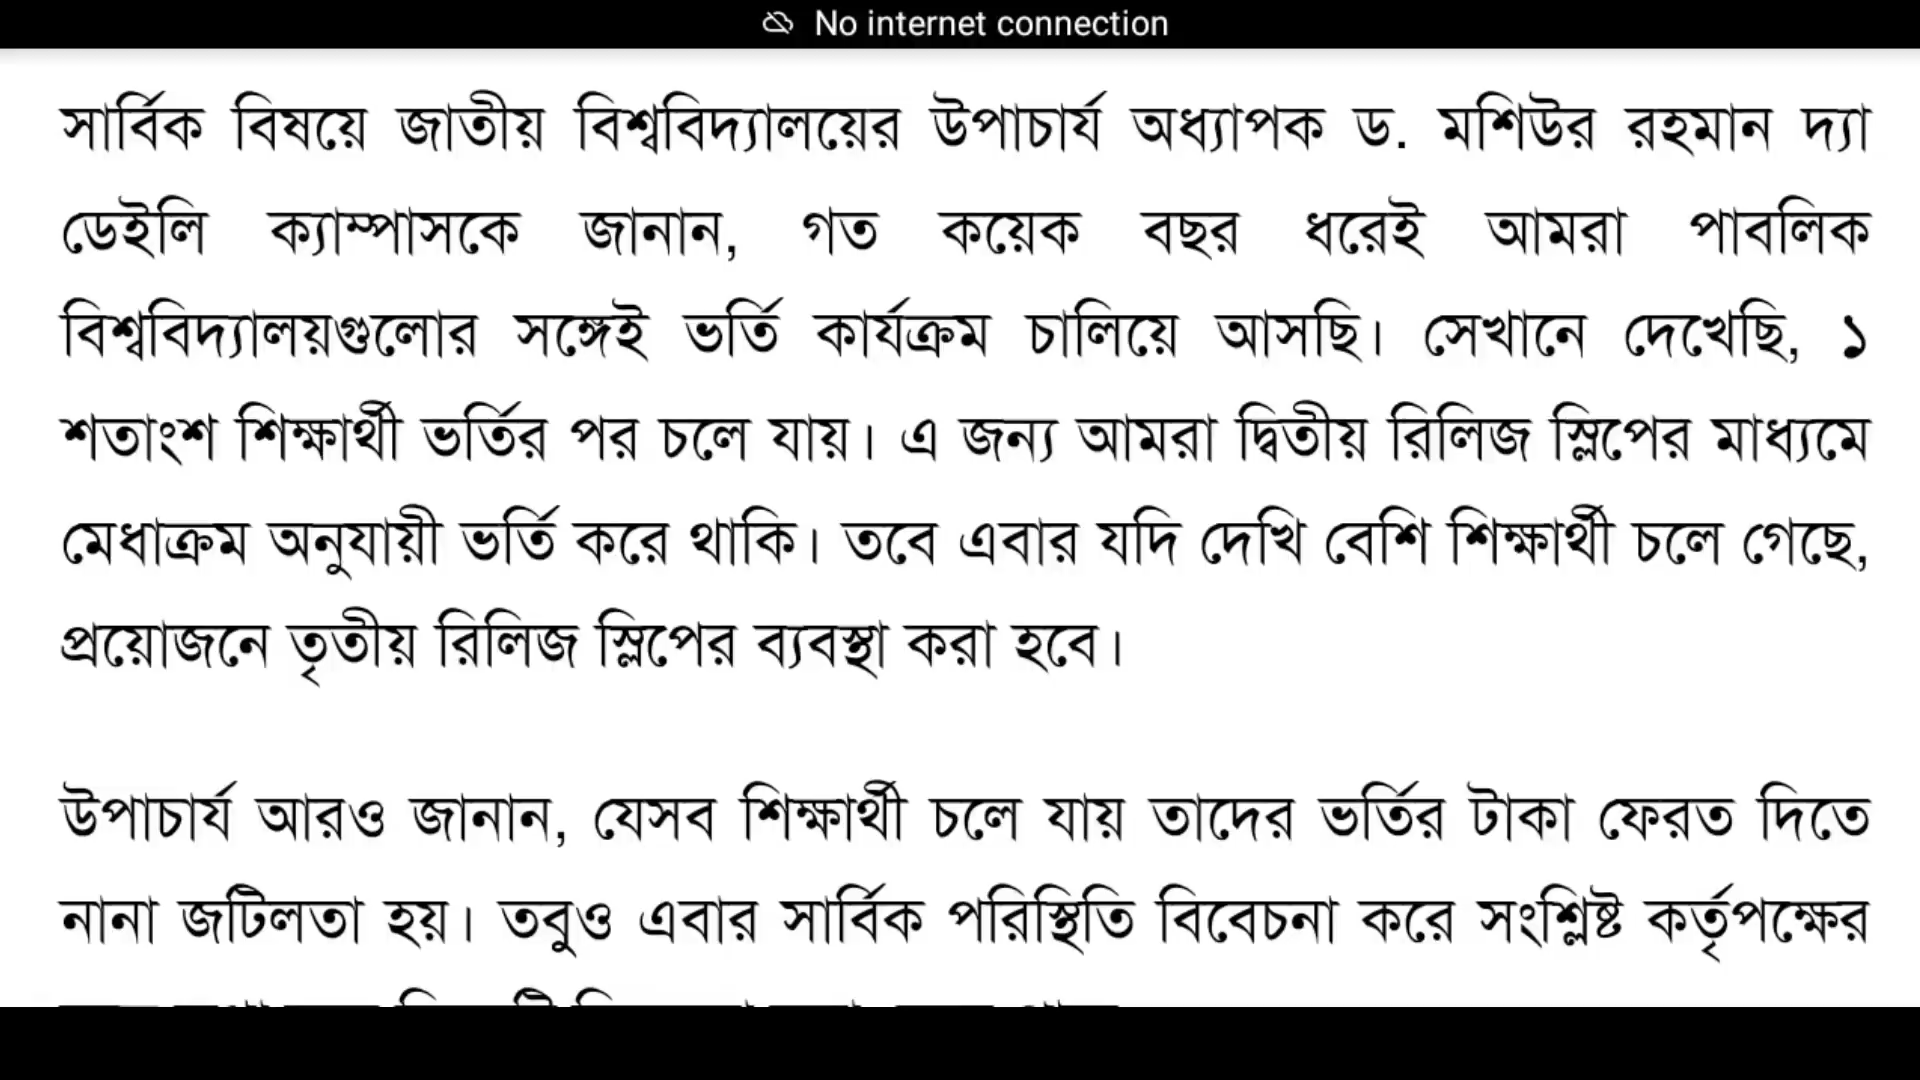 No internet connection
সার্বিক বিষয়ে জাতীয় বিশ্ববিদ্যালয়ের উপাচার্য অধ্যাপক ড. মশিউর রহমান দ্যা
ডেইলি ক্যাম্পাসকে জানান, গত কয়েক বছর ধরেই আমরা পাবলিক
বিশ্ববিদ্যালয়গুলোর সঙ্গেই ভর্তি কার্যক্রম চালিয়ে আসছি। সেখানে দেখেছি, ১
শতাংশ শিক্ষার্থী ভর্তির পর চলে যায়। এ জন্য আমরা দ্বিতীয় রিলিজ স্লিপের মাধ্যমে
মেধাক্রম অনুযায়ী ভর্তি করে থাকি। তবে এবার যদি দেখি বেশি শিক্ষার্থী চলে গেছে,
প্রয়োজনে তৃতীয় রিলিজ স্লিপের ব্যবস্থা করা হবে।
উপাচার্য আরও জানান, যেসব শিক্ষার্থী চলে যায় তাদের ভর্তির টাকা ফেরত দিতে
নানা জটিলতা হয়। তবুও এবার সার্বিক পরিস্থিতি বিবেচনা করে সংশ্লিষ্ট কর্তৃপক্ষের